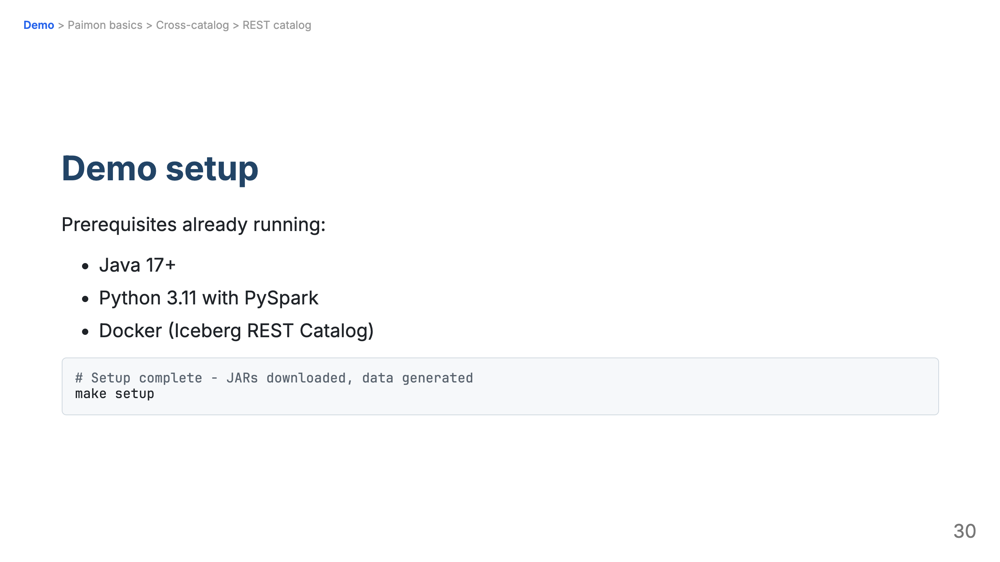 Demo > Paimon basics > Cross-catalog > REST catalog
Demo setup
Prerequisites already running:
• Java 17+
• Python 3.11 with PySpark
• Docker (Iceberg REST Catalog)
# Setup complete - JARs downloaded, data generated
make setup
30